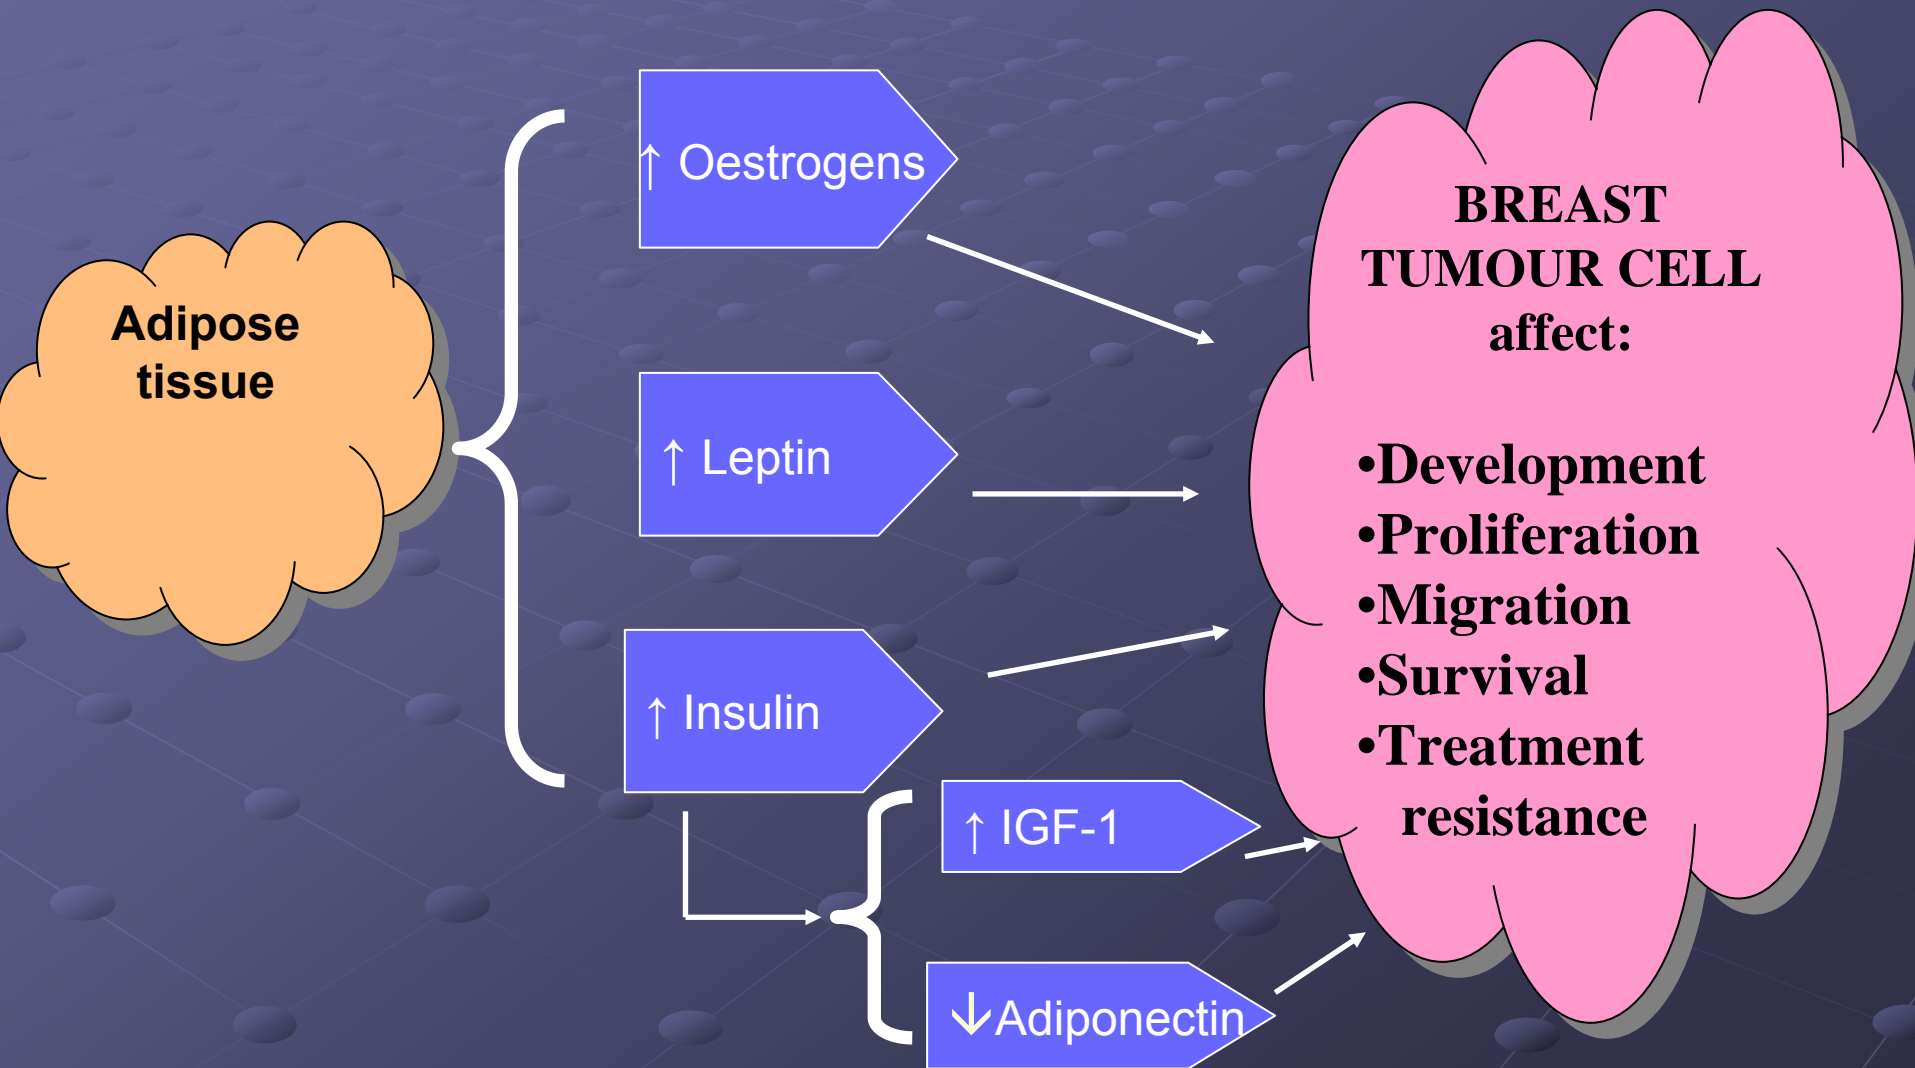 Adipose
tissue
↑ Oestrogens
↑ Leptin
↑ Insulin
↑ IGF-1
↓Adiponectin
BREAST
TUMOUR CELL
affect:
•Development
•Proliferation
•Migration
•Survival
•Treatment
resistance